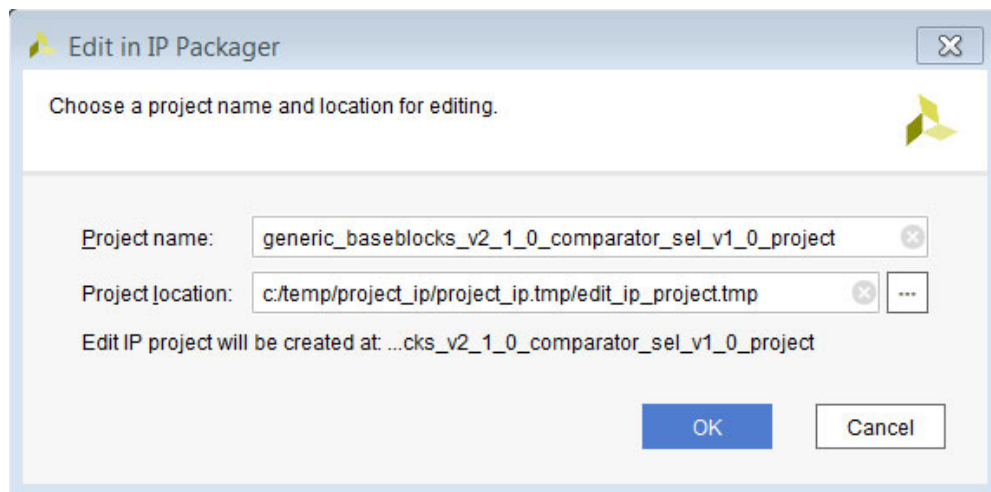 Edit in IP Packager
Choose a project name and location for editing.
Project name: generic_baseblocks_v2_1_0_comparator_sel_v1_0_project
Project location: c:/temp/project_ip/project_ip.tmp/edit_ip_project.tmp ...
Edit IP project will be created at: ...cks_v2_1_0_comparator_sel_v1_0_project
OK Cancel